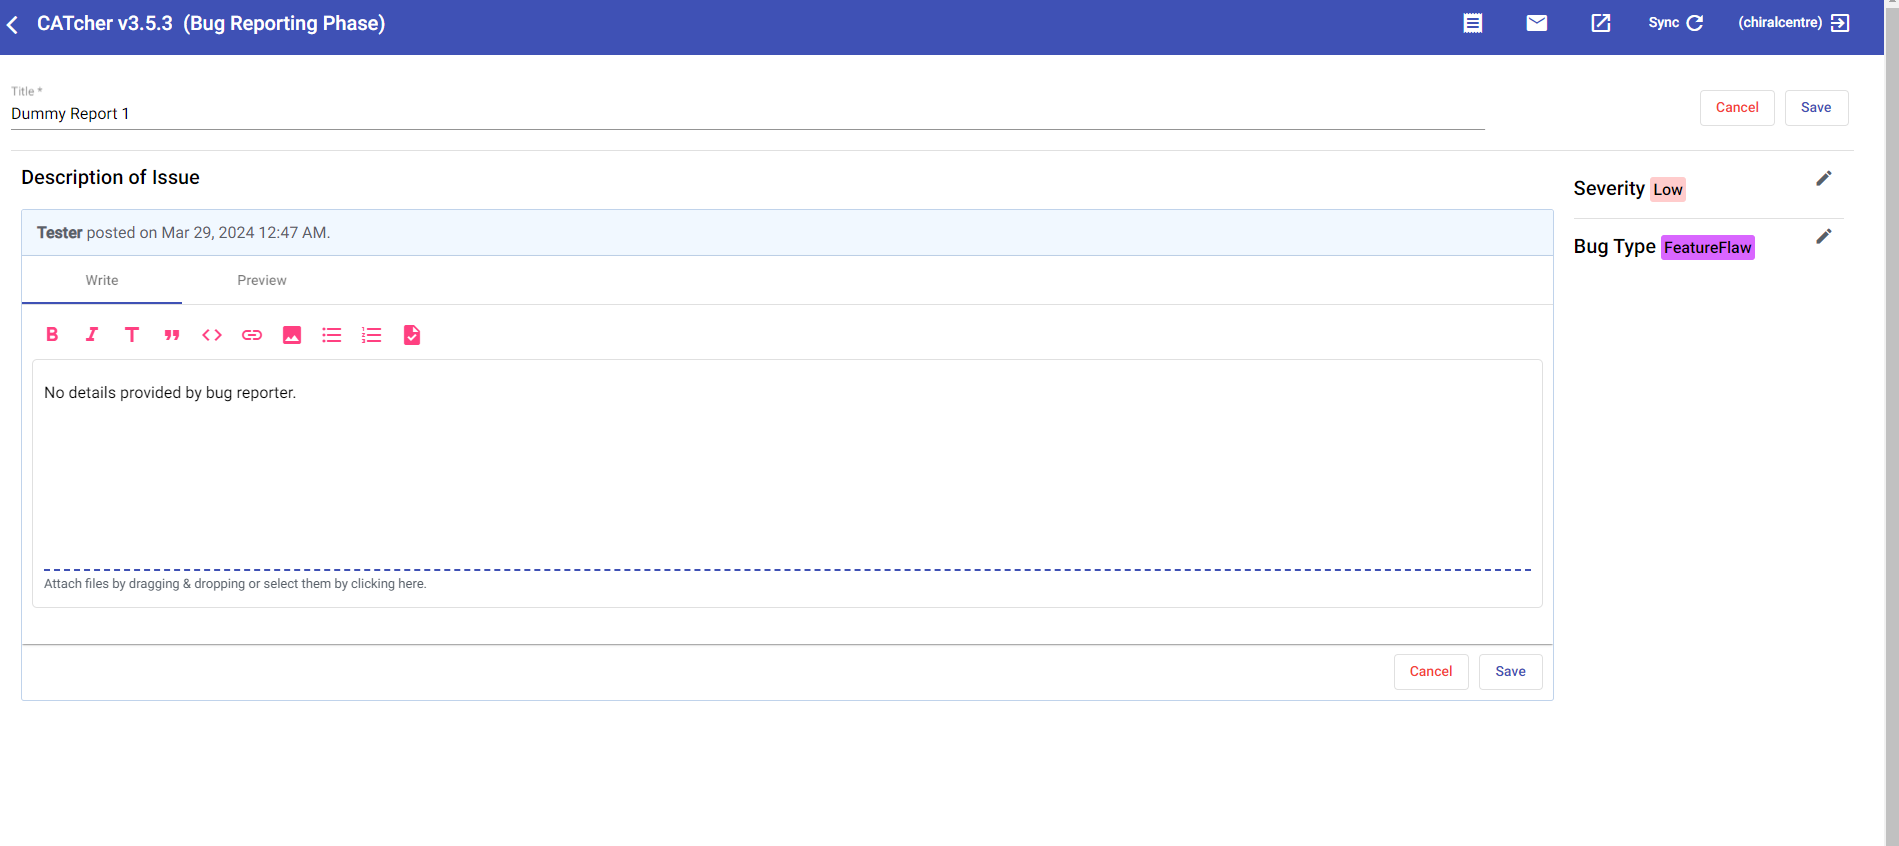 CATcher v3.5.3 (Bug Reporting Phase)
Sync
(chiralcentre)
Title *
Dummy Report 1
Cancel
Save
Description of Issue
Tester posted on Mar 29, 2024 12:47 AM.
Write
Preview
No details provided by bug reporter.
Attach files by dragging & dropping or select them by clicking here.
Cancel
Save
Severity Low
Bug Type FeatureFlaw